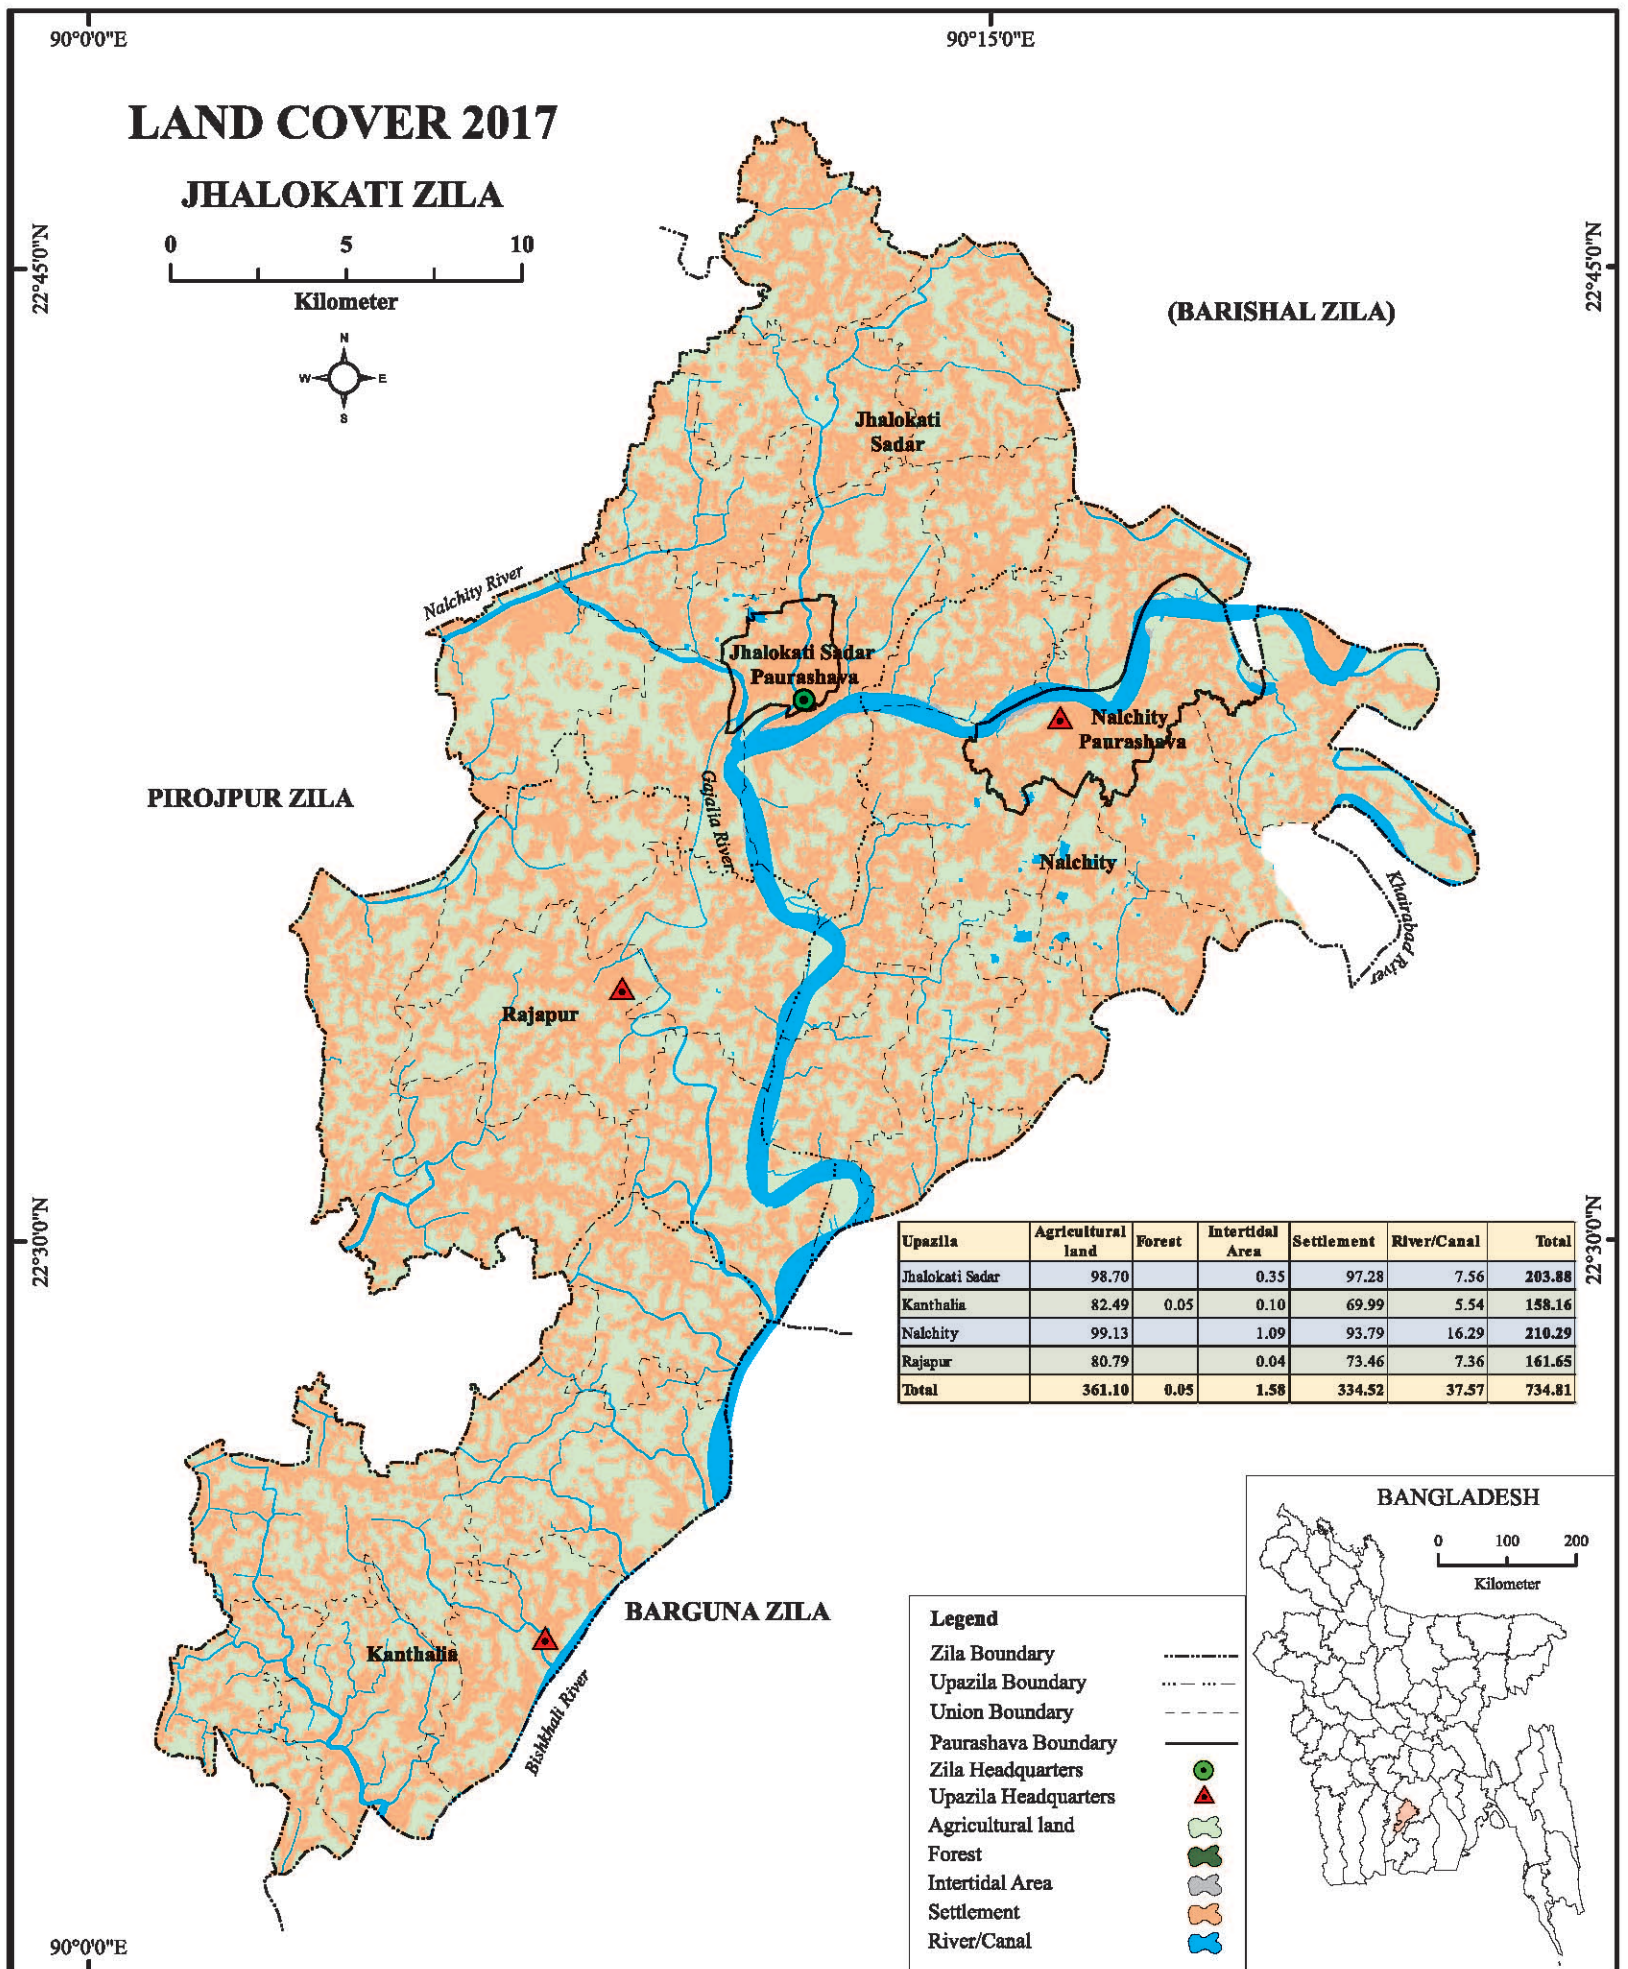 90°0'0"E
90°15'0"E
LAND COVER 2017
JHALOKATI ZILA
0 5 10
Kilometer
N
W E
S
22°45'0"N
22°45'0"N
(BARISHAL ZILA)
Jhalokati
Sadar
Nalchity River
Jhalokati Sadar
Paurashava
Nalchity
Paurashava
PIROJPUR ZILA
Gajalia River
Nalchity
Khairabad River
Rajapur
22°30'0"N
22°30'0"N
Upazila Agricultural land Forest Intertidal Area Settlement River/Canal Total
Jhalokati Sadar 98.70 0.35 97.28 7.56 203.88
Kanthalia 82.49 0.05 0.10 69.99 5.54 158.16
Nalchity 99.13 1.09 93.79 16.29 210.29
Rajapur 80.79 0.04 73.46 7.36 161.65
Total 361.10 0.05 1.58 334.52 37.57 734.81
BANGLADESH
0 100 200
Kilometer
BARGUNA ZILA
Kanthalia
Bishkhali River
Legend
Zila Boundary
Upazila Boundary
Union Boundary
Paurashava Boundary
Zila Headquarters
Upazila Headquarters
Agricultural land
Forest
Intertidal Area
Settlement
River/Canal
90°0'0"E